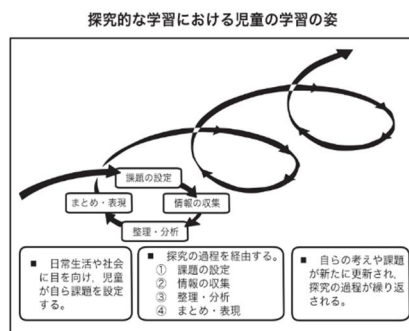 探究的な学習における児童の学習の姿
課題の設定
まとめ・表現
情報の収集
整理・分析
■ 日常生活や社会
に目を向け，児童
が自ら課題を設定
する。
■ 探究の過程を経由する。
① 課題の設定
② 情報の収集
③ 整理・分析
④ まとめ・表現
■ 自らの考えや課題
が新たに更新され，
探究の過程が繰り返
される。